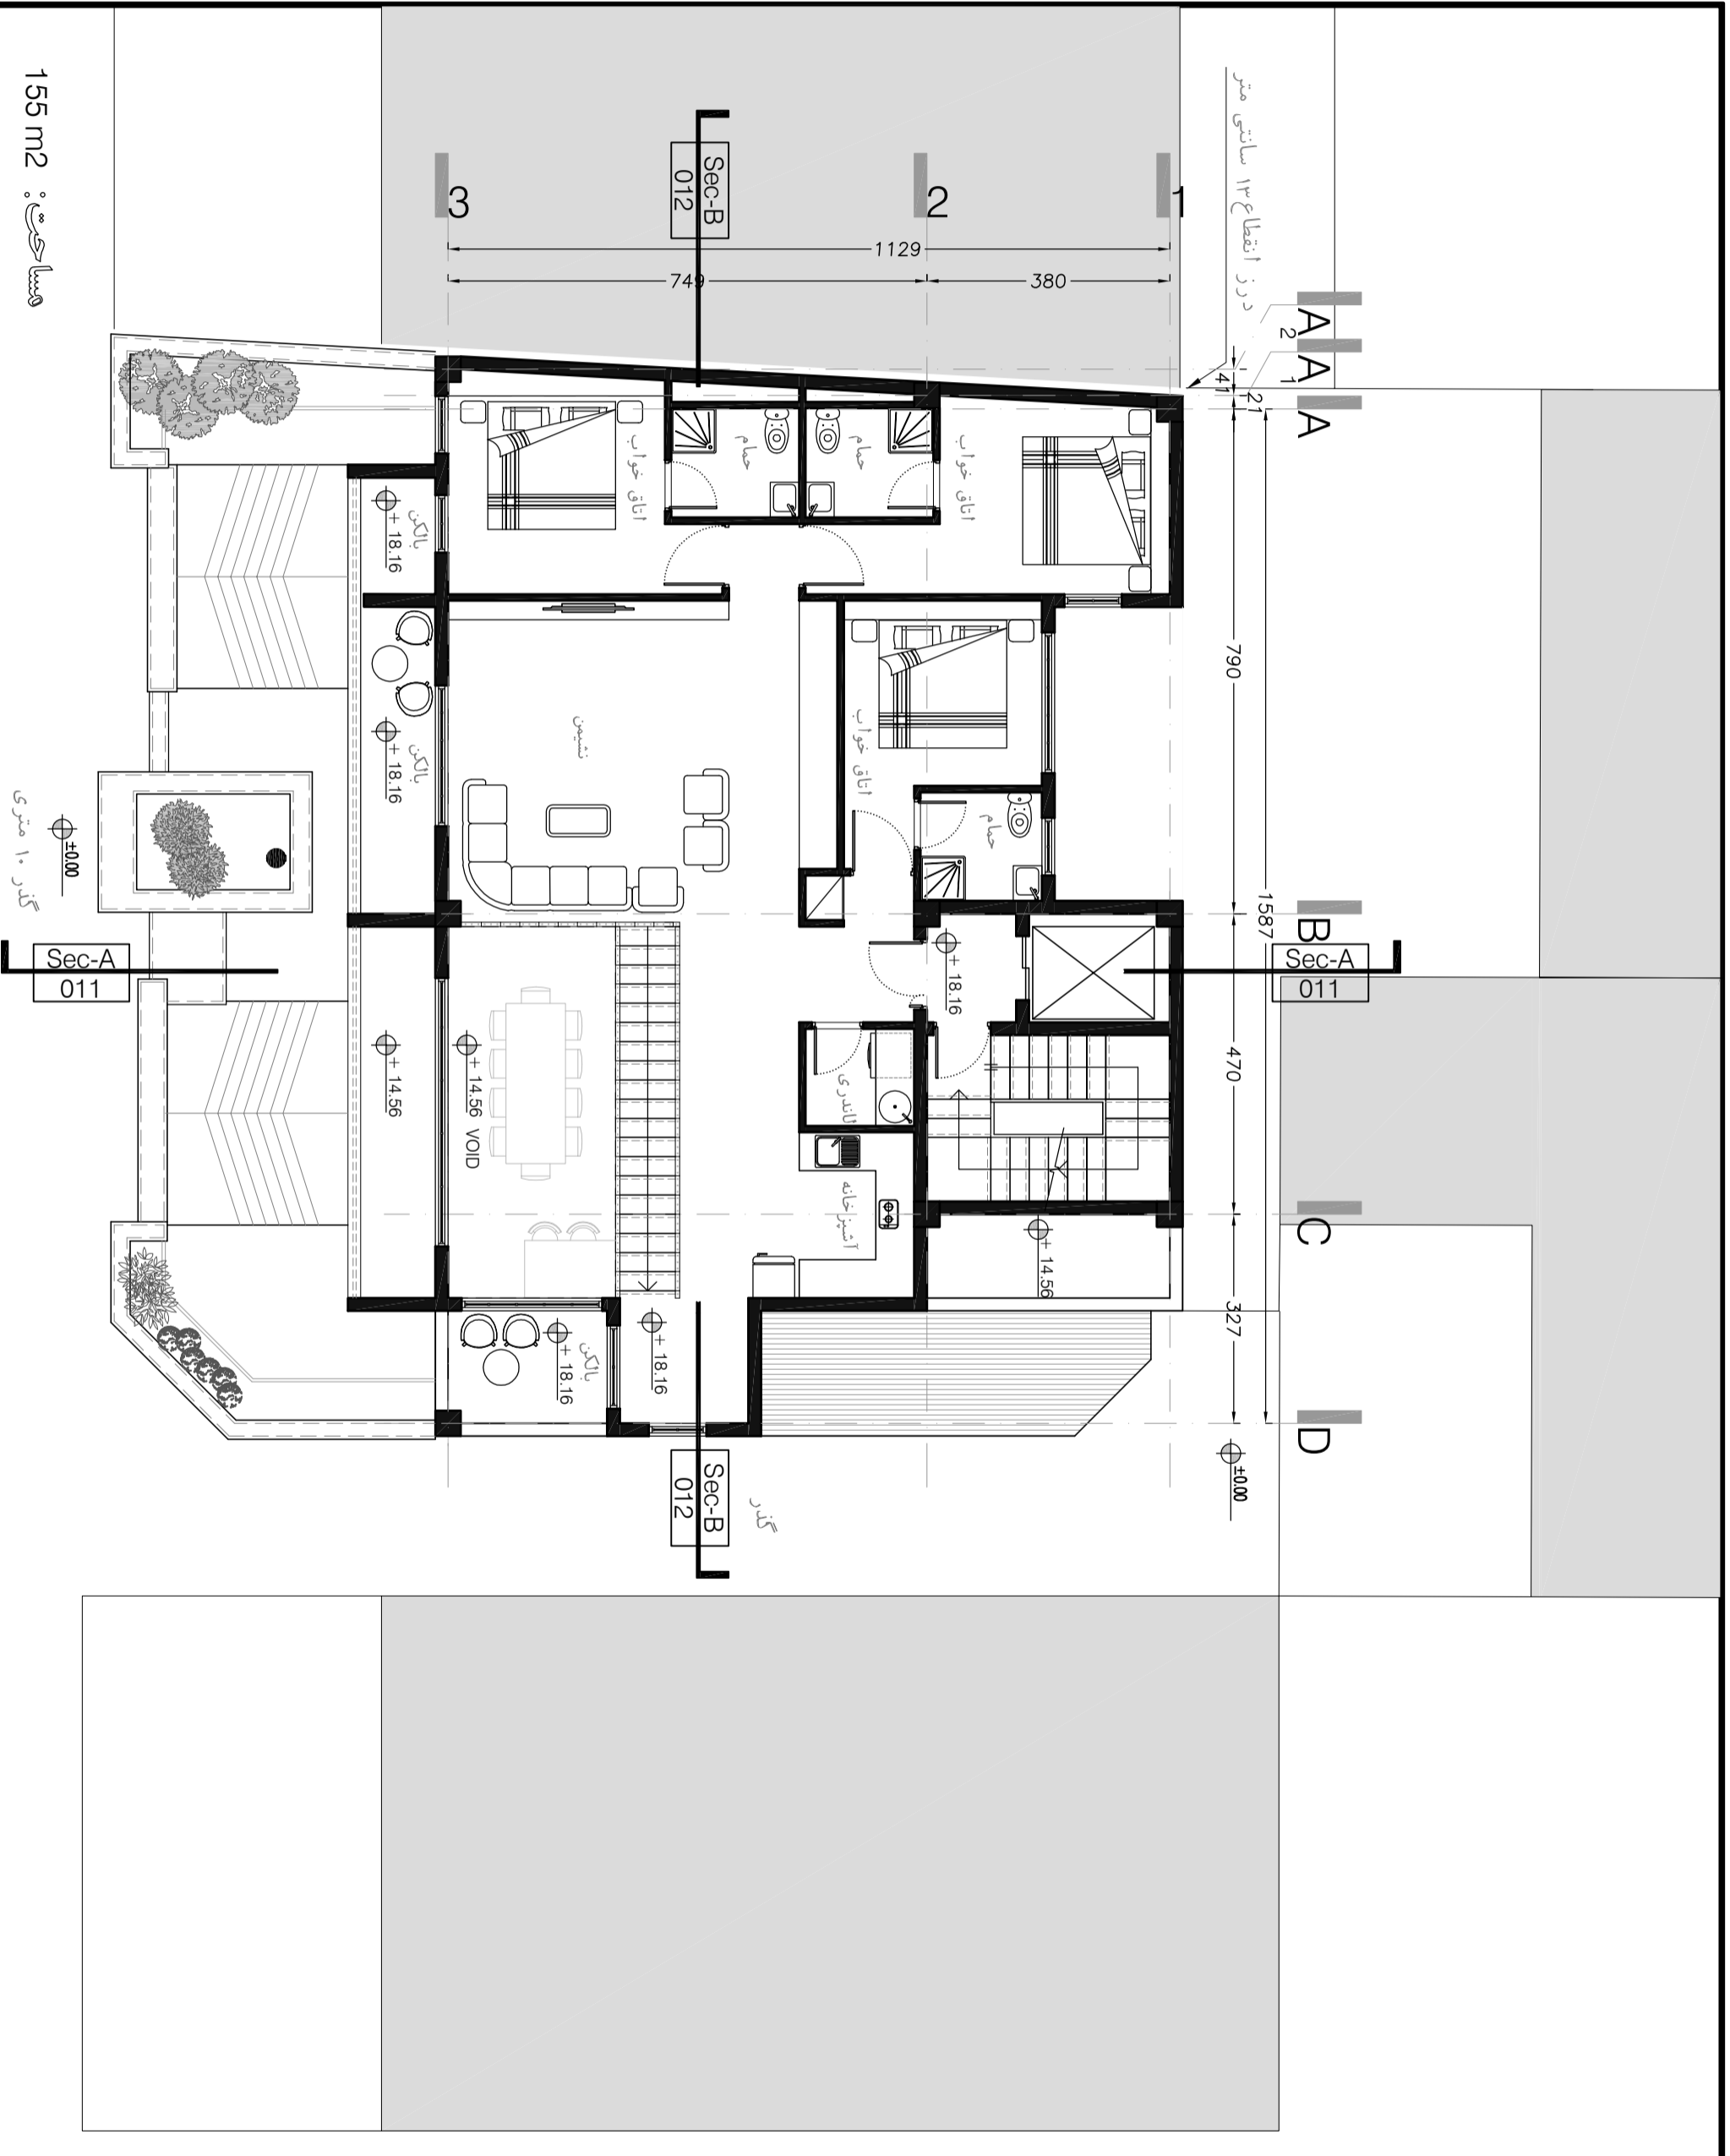 درز انقطاع ۱۳ سانتی متر
A
2
A
1
A
B
C
D
41
21
790
470
327
1587
Sec-A
011
±0.00
1
2
3
380
749
1129
Sec-B
012
اتاق خواب
حمام
حمام
اتاق خواب
اتاق خواب
حمام
نشیمن
+ 18.16
لاندری
آشپزخانه
+ 14.56
+ 14.56 VOID
+ 18.16
بالکن
+ 18.16
بالکن
+ 18.16
بالکن
+ 18.16
+ 14.56
Sec-B
012
گذر
±0.00
گذر ۱۰ متری
Sec-A
011
مساحت: 155 m2